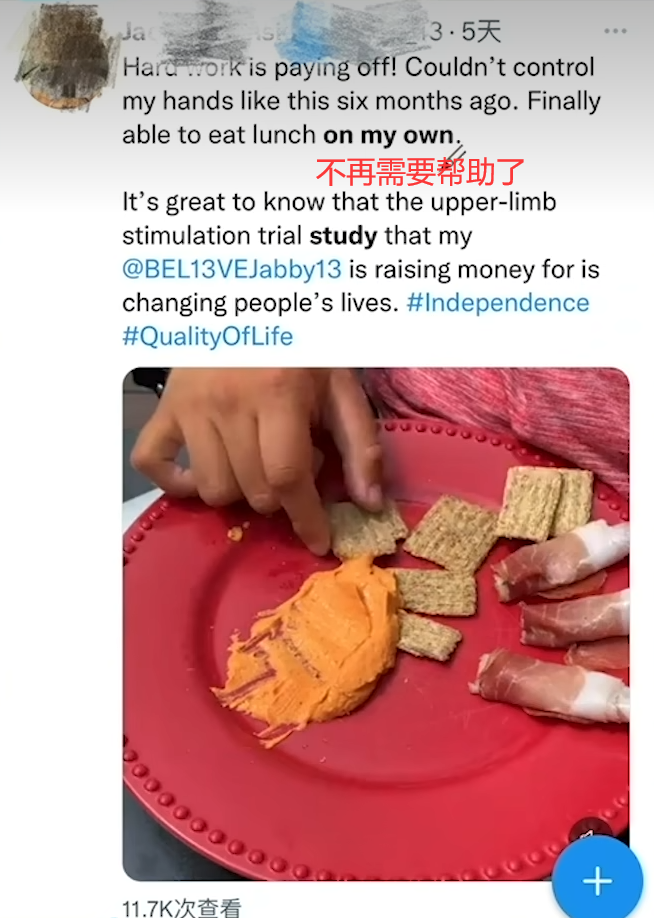 13 · 5天
Hard work is paying off! Couldn't control
my hands like this six months ago. Finally
able to eat lunch on my own.
不再需要帮助了
It's great to know that the upper-limb
stimulation trial study that my
@BEL13VEJabby13 is raising money for is
changing people's lives. #Independence
#QualityOfLife
11.7K次查看